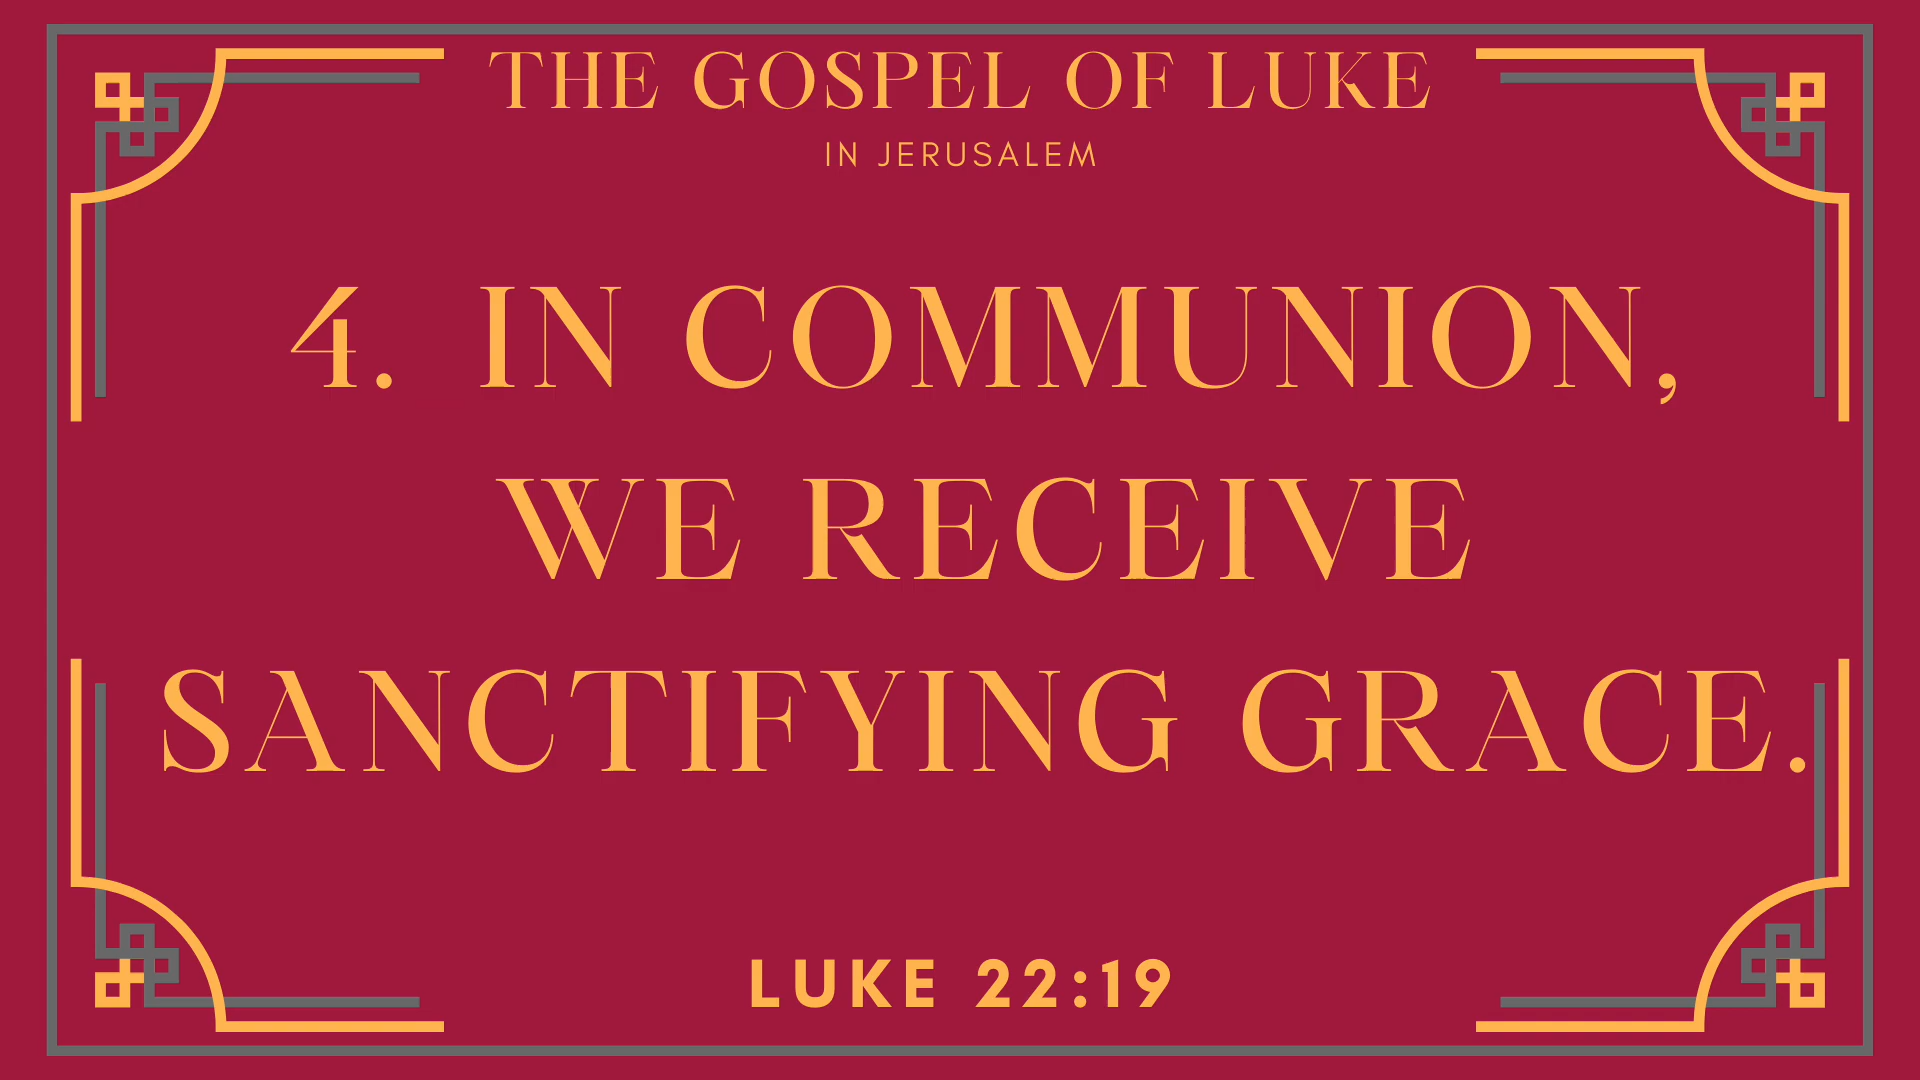 THE GOSPEL OF LUKE
IN JERUSALEM
4. IN COMMUNION,
WE RECEIVE
SANCTIFYING GRACE.
LUKE 22:19